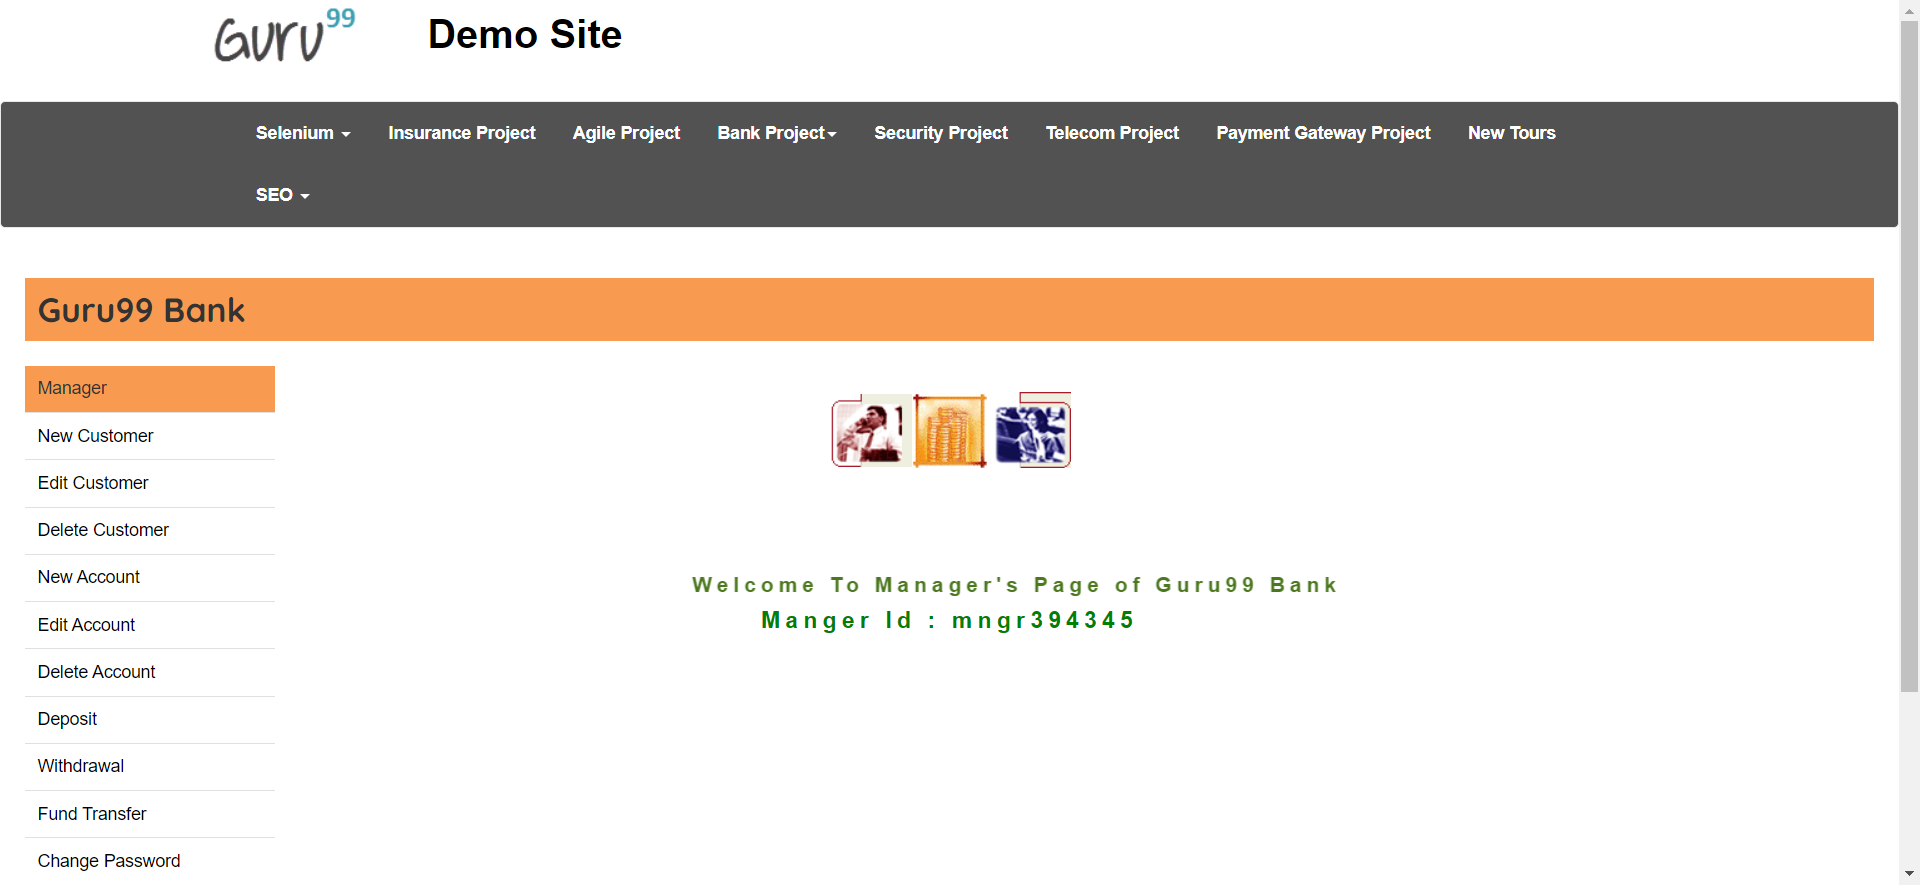 Guru99 Demo Site
Selenium Insurance Project Agile Project Bank Project Security Project Telecom Project Payment Gateway Project New Tours
SEO
Guru99 Bank
Manager
New Customer
Edit Customer
Delete Customer
New Account
Edit Account
Delete Account
Deposit
Withdrawal
Fund Transfer
Change Password
Welcome To Manager's Page of Guru99 Bank
Manger Id : mngr394345